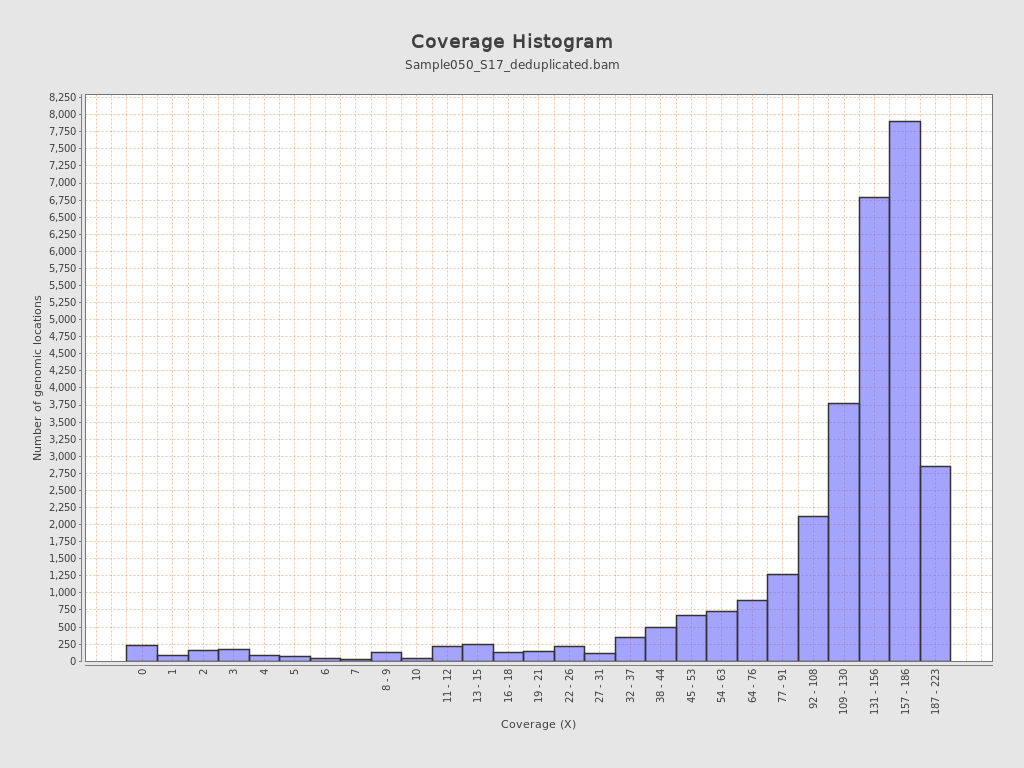 Coverage Histogram
Sample050_S17_deduplicated.bam
Number of genomic locations
8,250
8,000
7,750
7,500
7,250
7,000
6,750
6,500
6,250
6,000
5,750
5,500
5,250
5,000
4,750
4,500
4,250
4,000
3,750
3,500
3,250
3,000
2,750
2,500
2,250
2,000
1,750
1,500
1,250
1,000
750
500
250
0
0
1
2
3
4
5
6
7
8 - 9
10
11 - 12
13 - 15
16 - 18
19 - 21
22 - 26
27 - 31
32 - 37
38 - 44
45 - 53
54 - 63
64 - 76
77 - 91
92 - 108
109 - 130
131 - 156
157 - 186
187 - 223
Coverage (X)